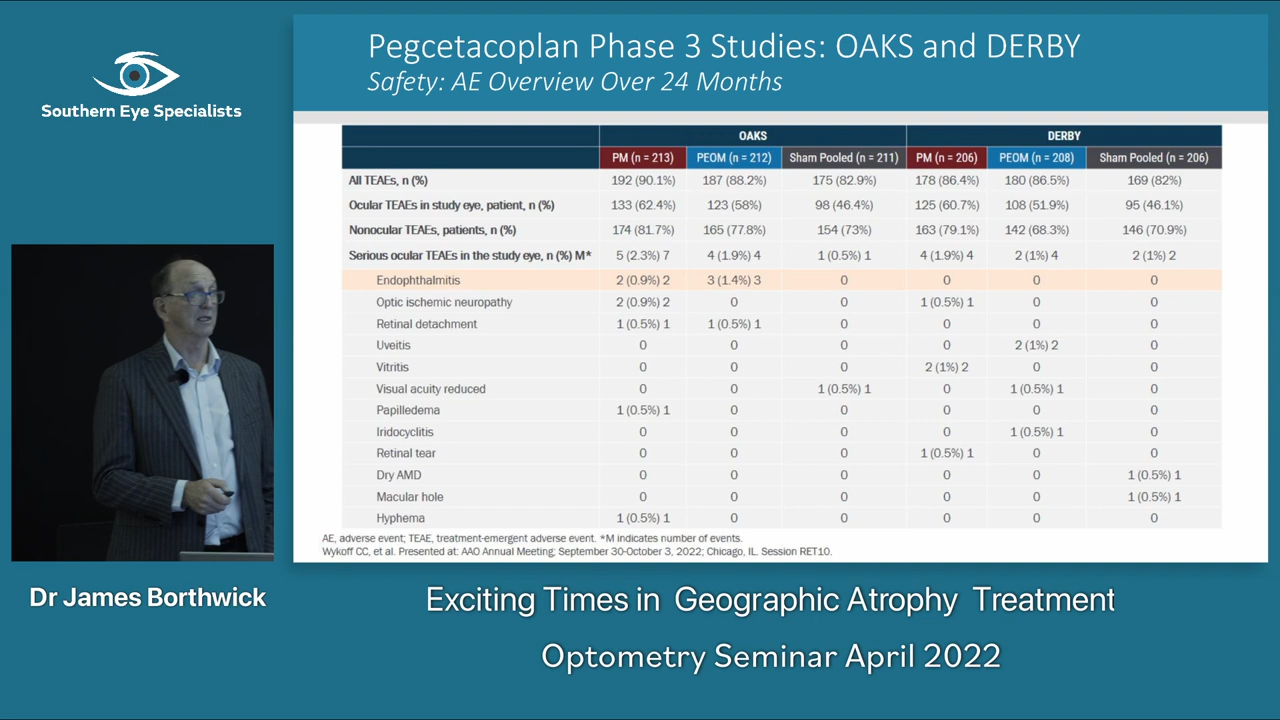 Southern Eye Specialists
Pegcetacoplan Phase 3 Studies: OAKS and DERBY
Safety: AE Overview Over 24 Months
OAKS DERBY
PM (n = 213) PEOM (n = 212) Sham Pooled (n = 211) PM (n = 206) PEOM (n = 208) Sham Pooled (n = 206)
All TEAEs, n (%) 192 (90.1%) 187 (88.2%) 175 (82.9%) 178 (86.4%) 180 (86.5%) 169 (82%)
Ocular TEAEs in study eye, patient, n (%) 133 (62.4%) 123 (58%) 98 (46.4%) 125 (60.7%) 108 (51.9%) 95 (46.1%)
Nonocular TEAEs, patients, n (%) 174 (81.7%) 165 (77.8%) 154 (73%) 163 (79.1%) 142 (68.3%) 146 (70.9%)
Serious ocular TEAEs in the study eye, n (%) M* 5 (2.3%) 7 4 (1.9%) 4 1 (0.5%) 1 4 (1.9%) 4 2 (1%) 4 2 (1%) 2
Endophthalmitis 2 (0.9%) 2 3 (1.4%) 3 0 0 0 0
Optic ischemic neuropathy 2 (0.9%) 2 0 0 1 (0.5%) 1 0 0
Retinal detachment 1 (0.5%) 1 1 (0.5%) 1 0 0 0 0
Uveitis 0 0 0 0 2 (1%) 2 0
Vitritis 0 0 0 2 (1%) 2 0 0
Visual acuity reduced 0 0 1 (0.5%) 1 0 1 (0.5%) 1 0
Papilledema 1 (0.5%) 1 0 0 0 0 0
Iridocyclitis 0 0 0 0 1 (0.5%) 1 0
Retinal tear 0 0 0 1 (0.5%) 1 0 0
Dry AMD 0 0 0 0 0 1 (0.5%) 1
Macular hole 0 0 0 0 0 1 (0.5%) 1
Hyphema 1 (0.5%) 1 0 0 0 0 0
AE, adverse event; TEAE, treatment-emergent adverse event. *M indicates number of events.
Wykoff CC, et al. Presented at: AAO Annual Meeting; September 30-October 3, 2022; Chicago, IL. Session RET10.
Dr James Borthwick
Exciting Times in Geographic Atrophy Treatment
Optometry Seminar April 2022